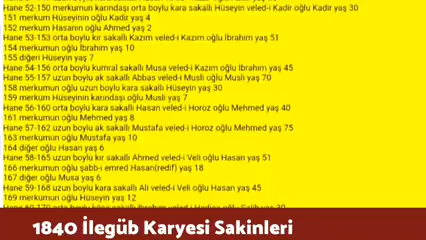 Hane 52-150 merkumun karındaşı orta boylu kara sakallı Hüseyin veled-i Kadir oğlu Kadir yaş 30
151 merkum Hüseyinin oğlu Kadir yaş 4
152 merkum Hasanın oğlu Ahmed yaş 2
Hane 53-153 orta boylu kır sakallı Kazım veled-i Kazım oğlu İbrahim yaş 51
154 merkumun oğlu İbrahim yaş 10
155 diğeri Hüseyin yaş 7
Hane 54-156 orta boylu kumral sakallı Musa veled-i Kazım oğlu İbrahim yaş 45
Hane 55-157 uzun boylu ak sakallı Abbas veled-i Musli oğlu Musli yaş 70
158 merkumun oğlu uzun boylu kara sakallı Hüseyin yaş 30
159 merkum Hüseyinin karındaşı oğlu Musli yaş 7
Hane 56-160 orta boylu kara sakallı Hasan veled-i Horoz oğlu Mehmed yaş 40
161 merkumun oğlu Mehmed yaş 8
Hane 57-162 uzun boylu ak sakallı Mustafa veled-i Horoz oğlu Mehmed yaş 75
163 merkumun oğlu Mustafa yaş 10
164 diğer oğlu Hasan yaş 6
Hane 58-165 uzun boylu kır sakallı Ahmed veled-i Veli oğlu Hasan yaş 51
166 merkumun oğlu şabb-ı emred Hasan(redif) yaş 18
167 diğeri Musa yaş 6
Hane 59-168 uzun boylu kara sakallı Ali veled-i Veli oğlu Hasan yaş 45
169 merkumun oğlu Hüseyin yaş 12
1840 İlegüb Karyesi Sakinleri